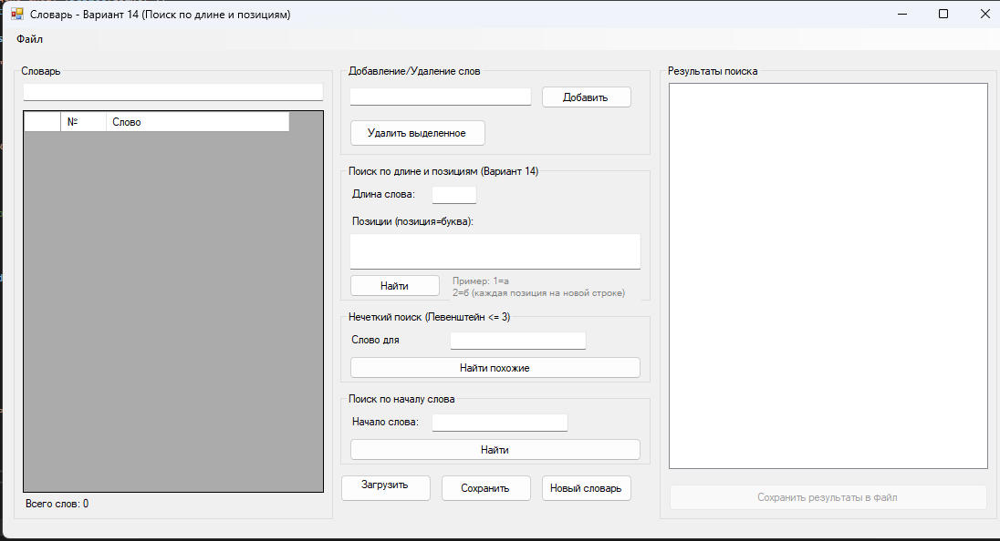 Словарь - Вариант 14 (Поиск по длине и позициям)
Файл
Словарь
№ Слово
Всего слов: 0
Добавление/Удаление слов
Добавить
Удалить выделенное
Поиск по длине и позициям (Вариант 14)
Длина слова:
Позиции (позиция=буква):
Найти
Пример: 1=а
2=б (каждая позиция на новой строке)
Нечеткий поиск (Левенштейн <= 3)
Слово для
Найти похожие
Поиск по началу слова
Начало слова:
Найти
Загрузить
Сохранить
Новый словарь
Результаты поиска
Сохранить результаты в файл